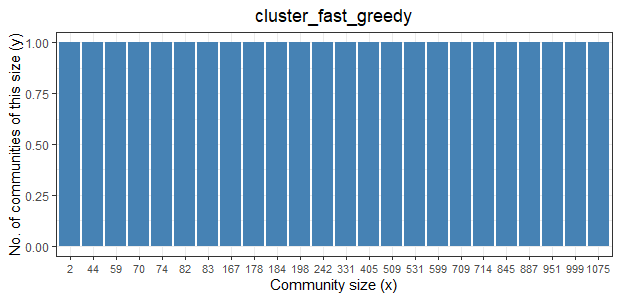 cluster_fast_greedy
No. of communities of this size (y)
1.00
0.75
0.50
0.25
0.00
2 44 59 70 74 82 83 167 178 184 198 242 331 405 509 531 599 709 714 845 887 951 999 1075
Community size (x)